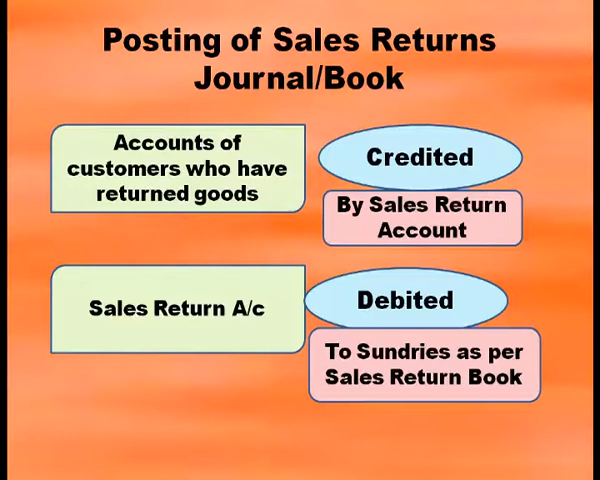 Posting of Sales Returns
Journal/Book
Accounts of
customers who have
returned goods
Credited
By Sales Return
Account
Sales Return A/c
Debited
To Sundries as per
Sales Return Book